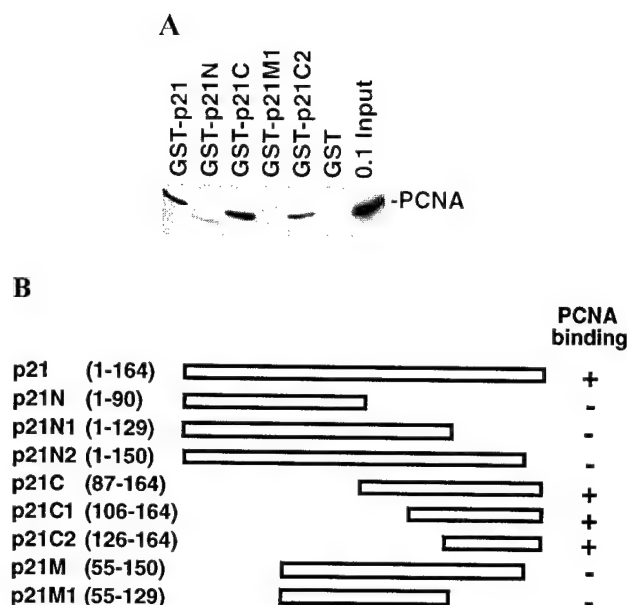 A
GST-p21
GST-p21N
GST-p21C
GST-p21M1
GST-p21C2
GST
0.1 Input
-PCNA
B
PCNA
binding
p21 (1-164) +
p21N (1-90) -
p21N1 (1-129) -
p21N2 (1-150) -
p21C (87-164) +
p21C1 (106-164) +
p21C2 (126-164) +
p21M (55-150) -
p21M1 (55-129) -